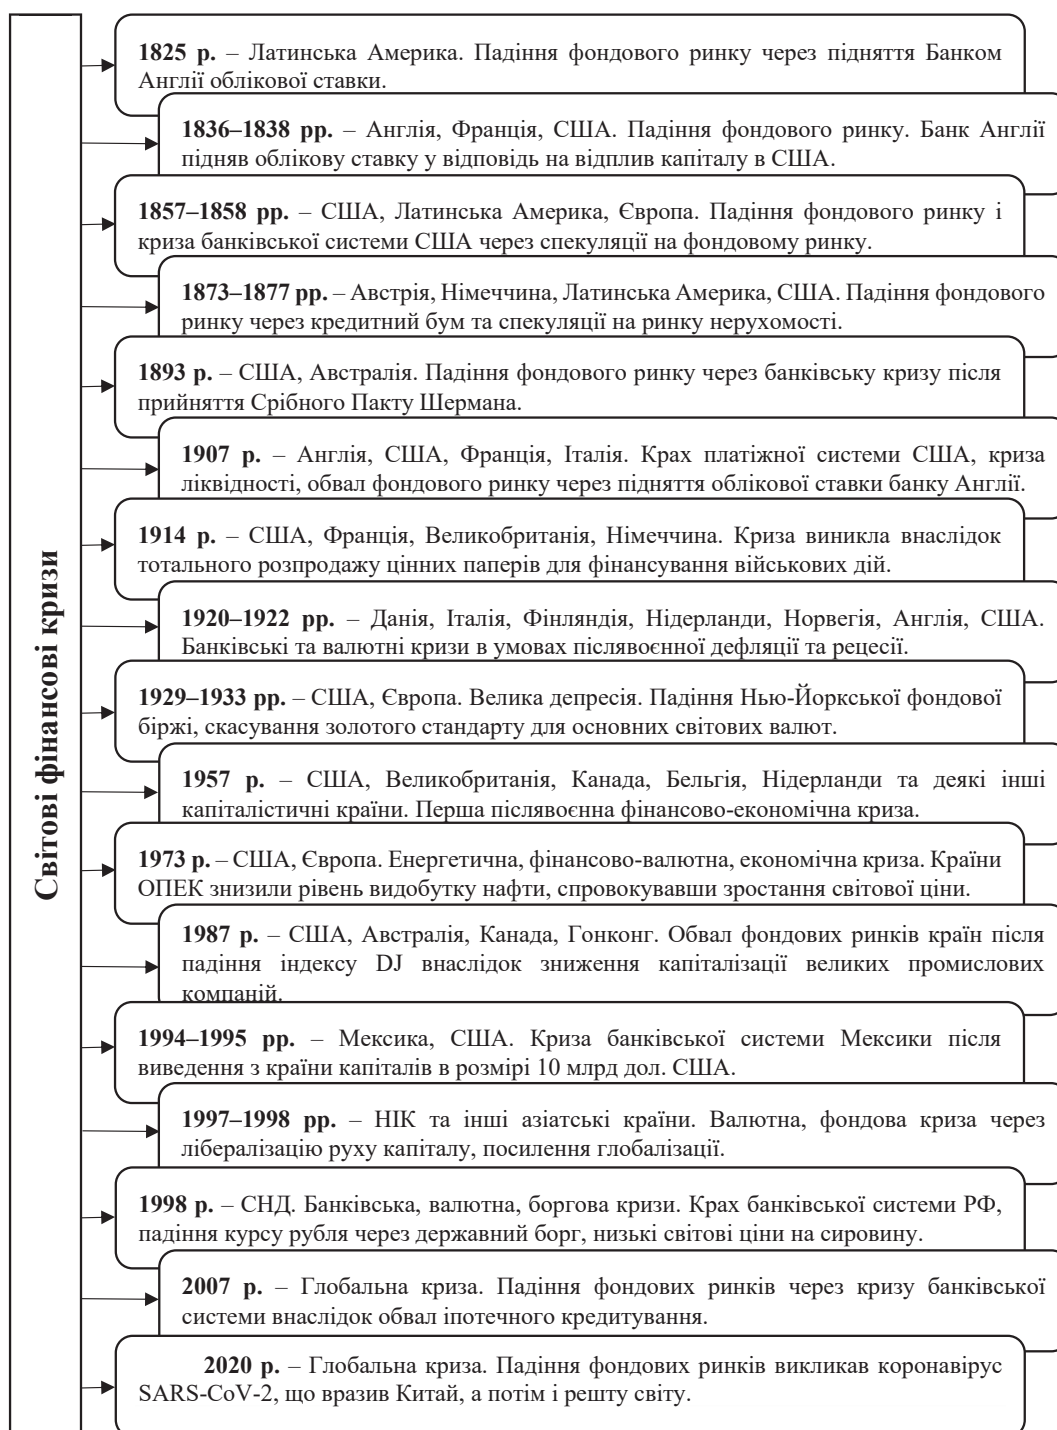 Світові фінансові кризи
1825 р. – Латинська Америка. Падіння фондового ринку через підняття Банком
Англії облікової ставки.
1836–1838 рр. – Англія, Франція, США. Падіння фондового ринку. Банк Англії
підняв облікову ставку у відповідь на відплив капіталу в США.
1857–1858 рр. – США, Латинська Америка, Європа. Падіння фондового ринку і
криза банківської системи США через спекуляції на фондовому ринку.
1873–1877 рр. – Австрія, Німеччина, Латинська Америка, США. Падіння фондового
ринку через кредитний бум та спекуляції на ринку нерухомості.
1893 р. – США, Австралія. Падіння фондового ринку через банківську кризу після
прийняття Срібного Пакту Шермана.
1907 р. – Англія, США, Франція, Італія. Крах платіжної системи США, криза
ліквідності, обвал фондового ринку через підняття облікової ставки банку Англії.
1914 р. – США, Франція, Великобританія, Німеччина. Криза виникла внаслідок
тотального розпродажу цінних паперів для фінансування військових дій.
1920–1922 рр. – Данія, Італія, Фінляндія, Нідерланди, Норвегія, Англія, США.
Банківські та валютні кризи в умовах післявоєнної дефляції та рецесії.
1929–1933 рр. – США, Європа. Велика депресія. Падіння Нью-Йоркської фондової
біржі, скасування золотого стандарту для основних світових валют.
1957 р. – США, Великобританія, Канада, Бельгія, Нідерланди та деякі інші
капіталістичні країни. Перша післявоєнна фінансово-економічна криза.
1973 р. – США, Європа. Енергетична, фінансово-валютна, економічна криза. Країни
ОПЕК знизили рівень видобутку нафти, спровокувавши зростання світової ціни.
1987 р. – США, Австралія, Канада, Гонконг. Обвал фондових ринків країн після
падіння індексу DJ внаслідок зниження капіталізації великих промислових
компаній.
1994–1995 рр. – Мексика, США. Криза банківської системи Мексики після
виведення з країни капіталів в розмірі 10 млрд дол. США.
1997–1998 рр. – НІК та інші азіатські країни. Валютна, фондова криза через
лібералізацію руху капіталу, посилення глобалізації.
1998 р. – СНД. Банківська, валютна, боргова кризи. Крах банківської системи РФ,
падіння курсу рубля через державний борг, низькі світові ціни на сировину.
2007 р. – Глобальна криза. Падіння фондових ринків через кризу банківської
системи внаслідок обвал іпотечного кредитування.
2020 р. – Глобальна криза. Падіння фондових ринків викликав коронавірус
SARS-CoV-2, що вразив Китай, а потім і решту світу.